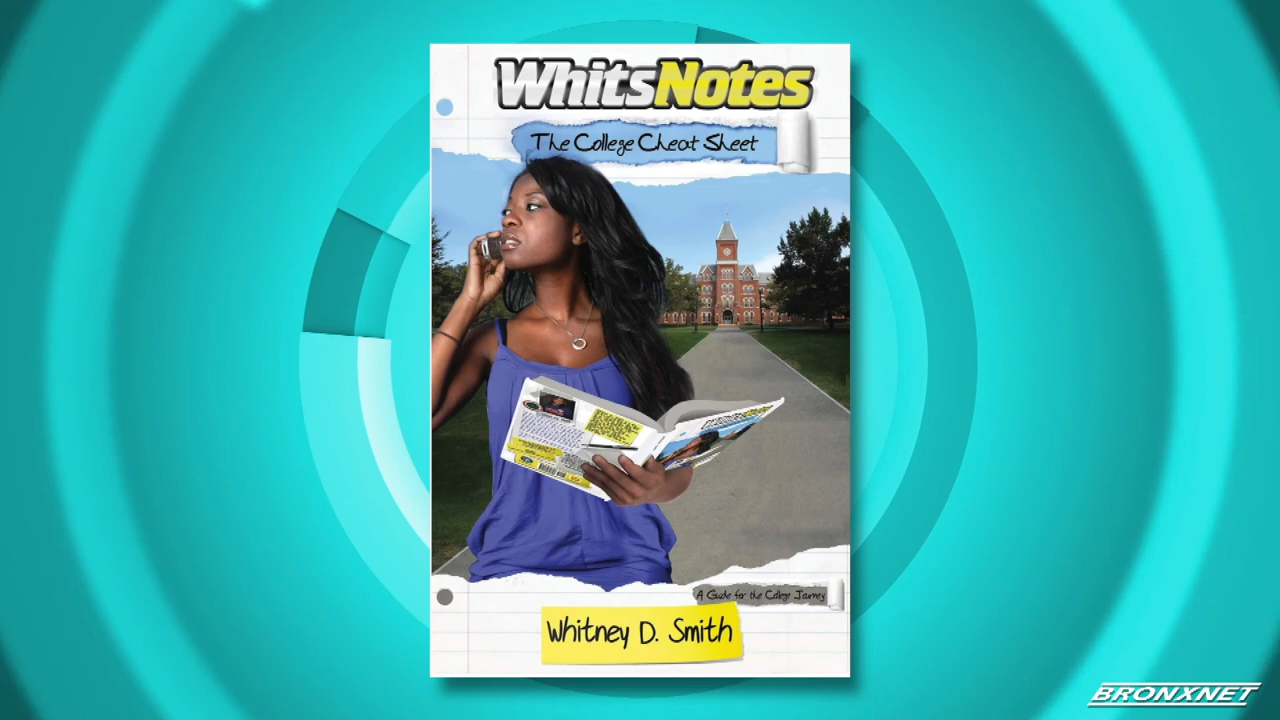 WhitsNotes
The College Cheat Sheet
A Guide for the College Journey
Whitney D. Smith
BRONXNET